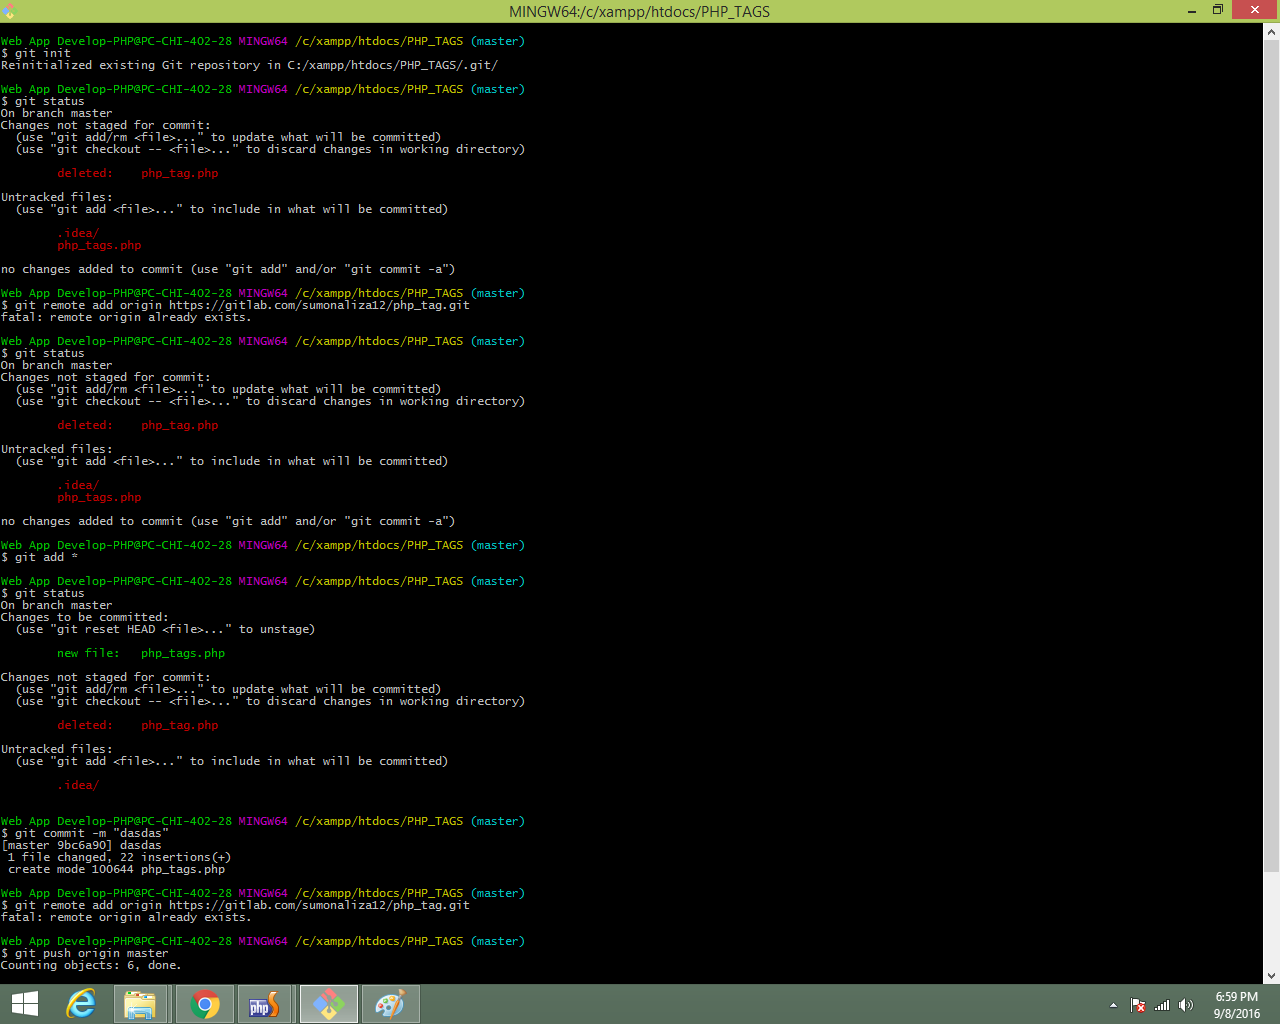 MINGW64:/c/xampp/htdocs/PHP_TAGS
Web App Develop-PHP@PC-CHI-402-28 MINGW64 /c/xampp/htdocs/PHP_TAGS (master)
$ git init
Reinitialized existing Git repository in C:/xampp/htdocs/PHP_TAGS/.git/
Web App Develop-PHP@PC-CHI-402-28 MINGW64 /c/xampp/htdocs/PHP_TAGS (master)
$ git status
On branch master
Changes not staged for commit:
(use "git add/rm <file>..." to update what will be committed)
(use "git checkout -- <file>..." to discard changes in working directory)
deleted: php_tag.php
Untracked files:
(use "git add <file>..." to include in what will be committed)
.idea/
php_tags.php
no changes added to commit (use "git add" and/or "git commit -a")
Web App Develop-PHP@PC-CHI-402-28 MINGW64 /c/xampp/htdocs/PHP_TAGS (master)
$ git remote add origin https://gitlab.com/sumonaliza12/php_tag.git
fatal: remote origin already exists.
Web App Develop-PHP@PC-CHI-402-28 MINGW64 /c/xampp/htdocs/PHP_TAGS (master)
$ git status
On branch master
Changes not staged for commit:
(use "git add/rm <file>..." to update what will be committed)
(use "git checkout -- <file>..." to discard changes in working directory)
deleted: php_tag.php
Untracked files:
(use "git add <file>..." to include in what will be committed)
.idea/
php_tags.php
no changes added to commit (use "git add" and/or "git commit -a")
Web App Develop-PHP@PC-CHI-402-28 MINGW64 /c/xampp/htdocs/PHP_TAGS (master)
$ git add *
Web App Develop-PHP@PC-CHI-402-28 MINGW64 /c/xampp/htdocs/PHP_TAGS (master)
$ git status
On branch master
Changes to be committed:
(use "git reset HEAD <file>..." to unstage)
new file: php_tags.php
Changes not staged for commit:
(use "git add/rm <file>..." to update what will be committed)
(use "git checkout -- <file>..." to discard changes in working directory)
deleted: php_tag.php
Untracked files:
(use "git add <file>..." to include in what will be committed)
.idea/
Web App Develop-PHP@PC-CHI-402-28 MINGW64 /c/xampp/htdocs/PHP_TAGS (master)
$ git commit -m "dasdas"
[master 9bc6a90] dasdas
1 file changed, 22 insertions(+)
create mode 100644 php_tags.php
Web App Develop-PHP@PC-CHI-402-28 MINGW64 /c/xampp/htdocs/PHP_TAGS (master)
$ git remote add origin https://gitlab.com/sumonaliza12/php_tag.git
fatal: remote origin already exists.
Web App Develop-PHP@PC-CHI-402-28 MINGW64 /c/xampp/htdocs/PHP_TAGS (master)
$ git push origin master
Counting objects: 6, done.
php
6:59 PM
9/8/2016